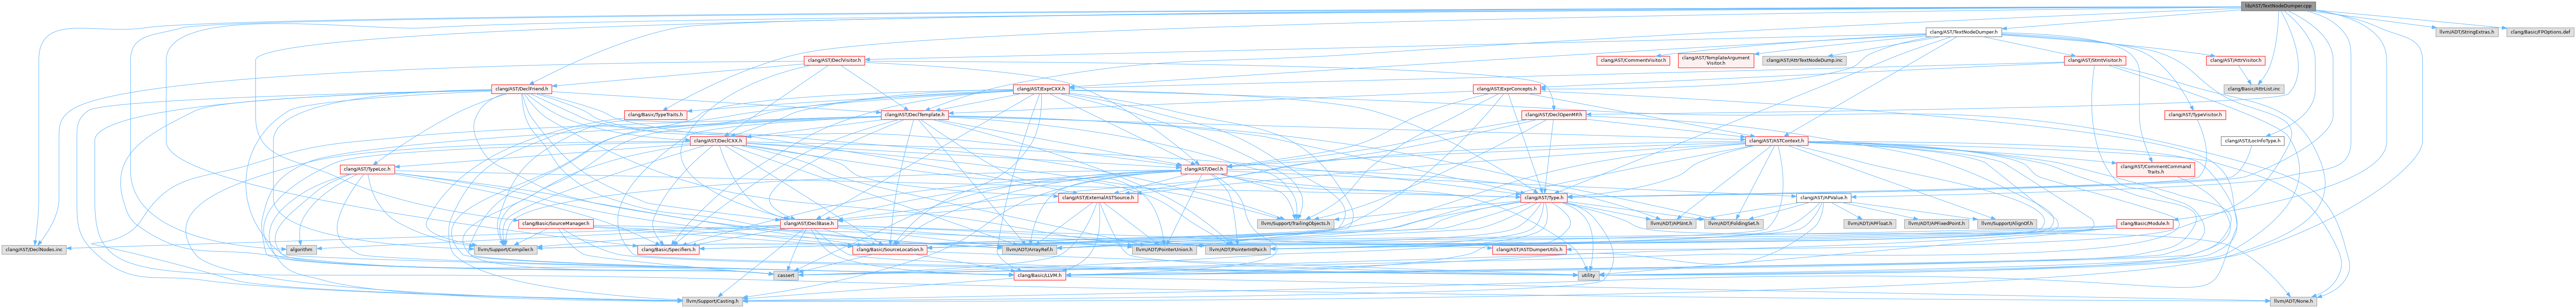 lib/AST/TextNodeDumper.cpp
clang/AST/TextNodeDumper.h
llvm/ADT/StringExtras.h
clang/Basic/FPOptions.def
clang/AST/DeclVisitor.h
clang/AST/CommentVisitor.h
clang/AST/TemplateArgument
Visitor.h
clang/AST/AttrTextNodeDump.inc
clang/AST/StmtVisitor.h
clang/AST/AttrVisitor.h
clang/AST/DeclFriend.h
clang/AST/ExprCXX.h
clang/AST/ExprConcepts.h
clang/Basic/AttrList.inc
clang/Basic/TypeTraits.h
clang/AST/DeclTemplate.h
clang/AST/DeclOpenMP.h
clang/AST/TypeVisitor.h
clang/AST/DeclCXX.h
clang/AST/ASTContext.h
clang/AST/LocInfoType.h
clang/AST/TypeLoc.h
clang/AST/Decl.h
clang/AST/CommentCommand
Traits.h
clang/AST/ExternalASTSource.h
clang/AST/Type.h
clang/AST/APValue.h
clang/Basic/SourceManager.h
clang/AST/DeclBase.h
llvm/Support/TrailingObjects.h
llvm/ADT/APSInt.h
llvm/ADT/FoldingSet.h
llvm/ADT/APFloat.h
llvm/ADT/APFixedPoint.h
llvm/Support/AlignOf.h
clang/Basic/Module.h
clang/AST/DeclNodes.inc
algorithm
llvm/Support/Compiler.h
clang/Basic/Specifiers.h
clang/Basic/SourceLocation.h
llvm/ADT/ArrayRef.h
llvm/ADT/PointerUnion.h
llvm/ADT/PointerIntPair.h
clang/AST/ASTDumperUtils.h
cassert
clang/Basic/LLVM.h
utility
llvm/Support/Casting.h
llvm/ADT/None.h